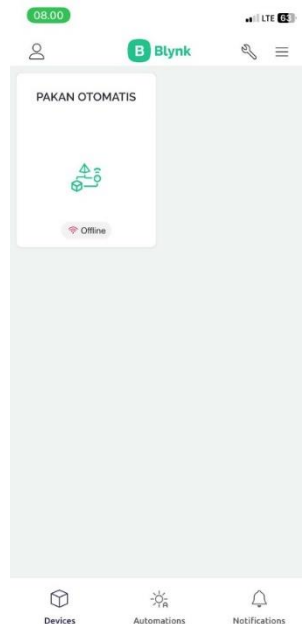 08.00
LTE 63
B Blynk
PAKAN OTOMATIS
Offline
Devices
Automations
Notifications